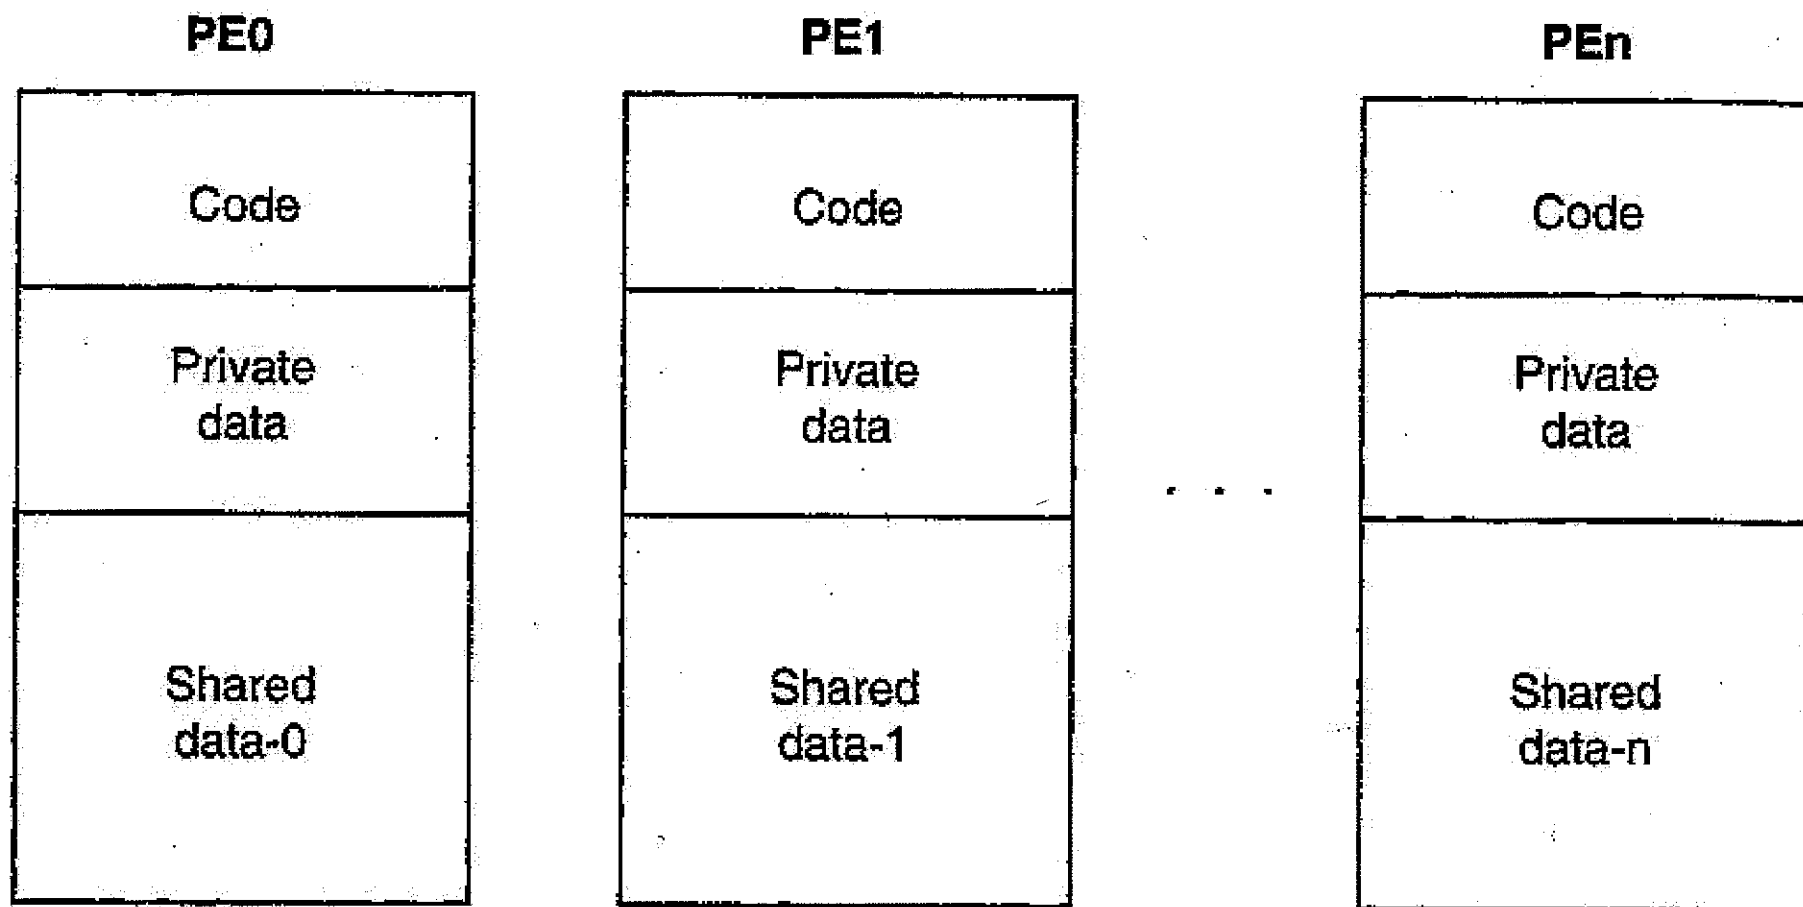 PE0
Code
Private
data
Shared
data-0
PE1
Code
Private
data
Shared
data-1
. . .
PEn
Code
Private
data
Shared
data-n